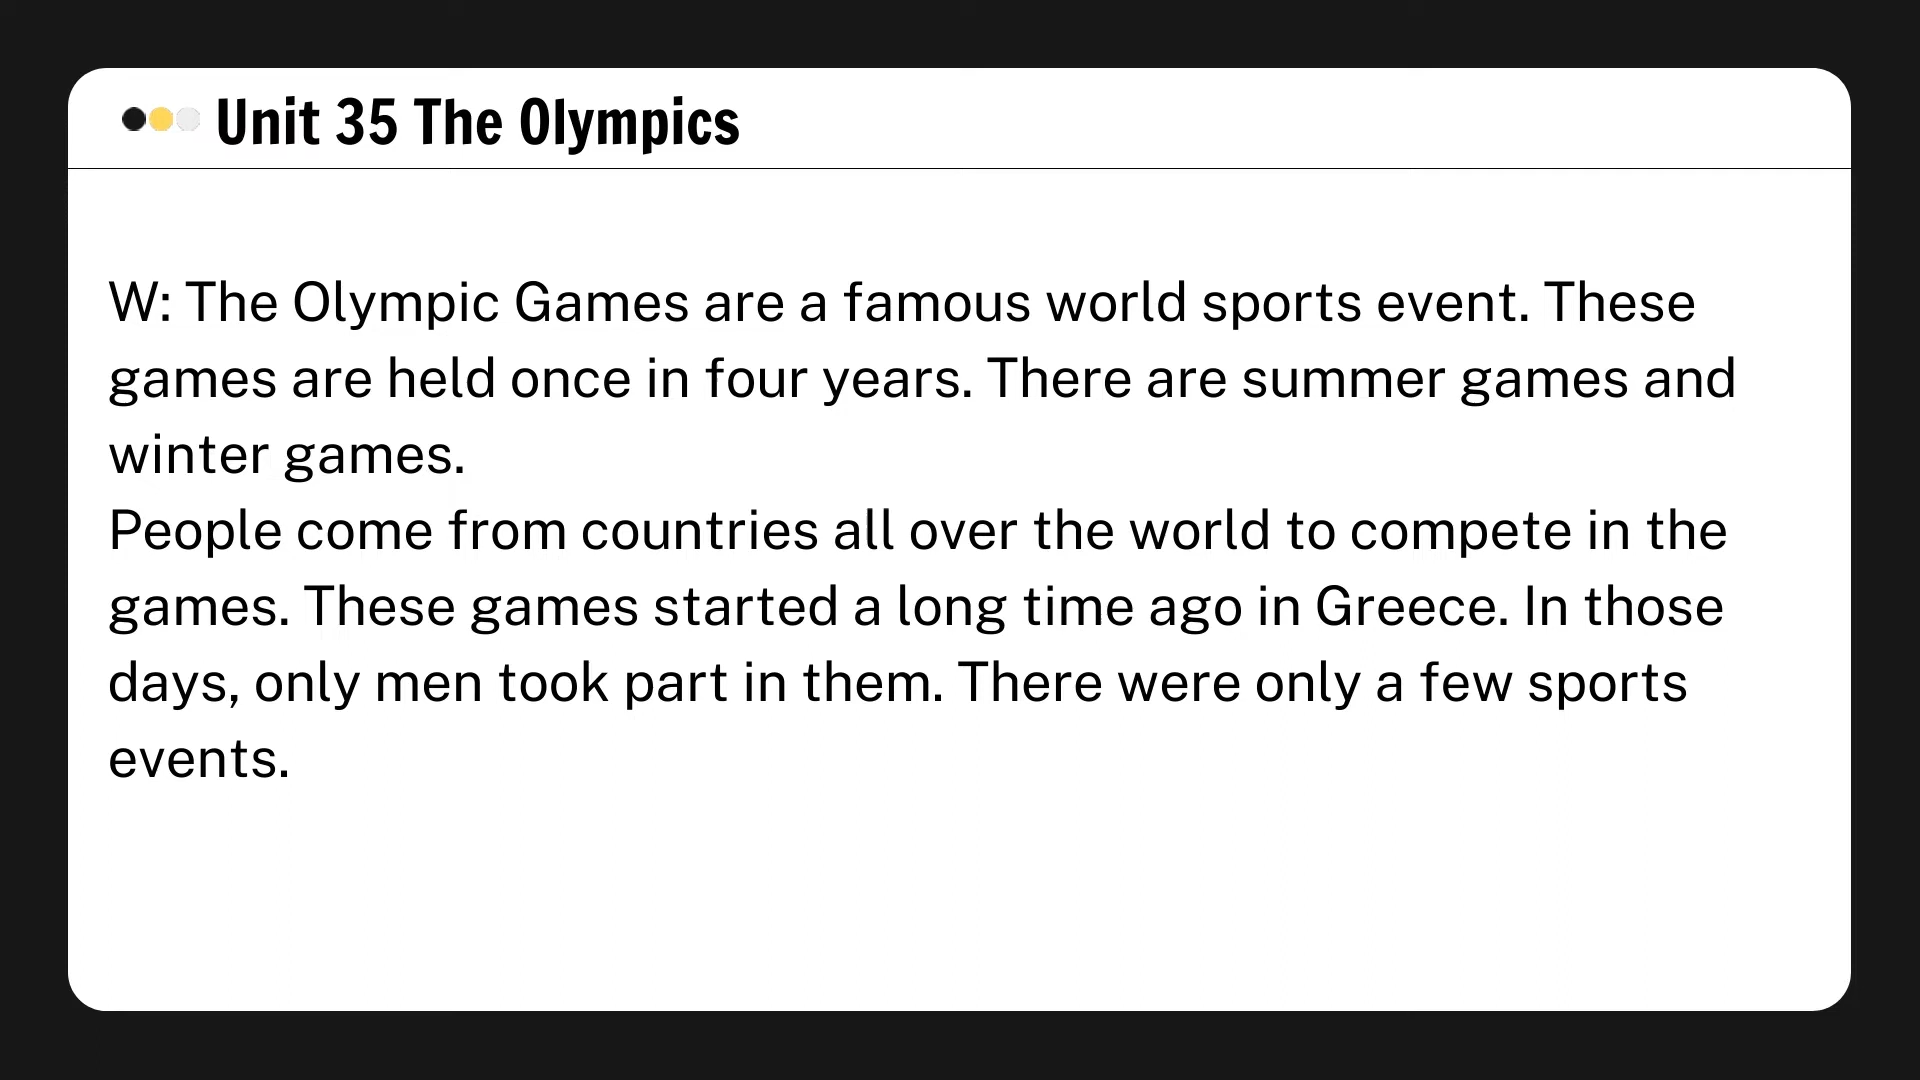 Unit 35 The Olympics
W: The Olympic Games are a famous world sports event. These
games are held once in four years. There are summer games and
winter games.
People come from countries all over the world to compete in the
games. These games started a long time ago in Greece. In those
days, only men took part in them. There were only a few sports
events.